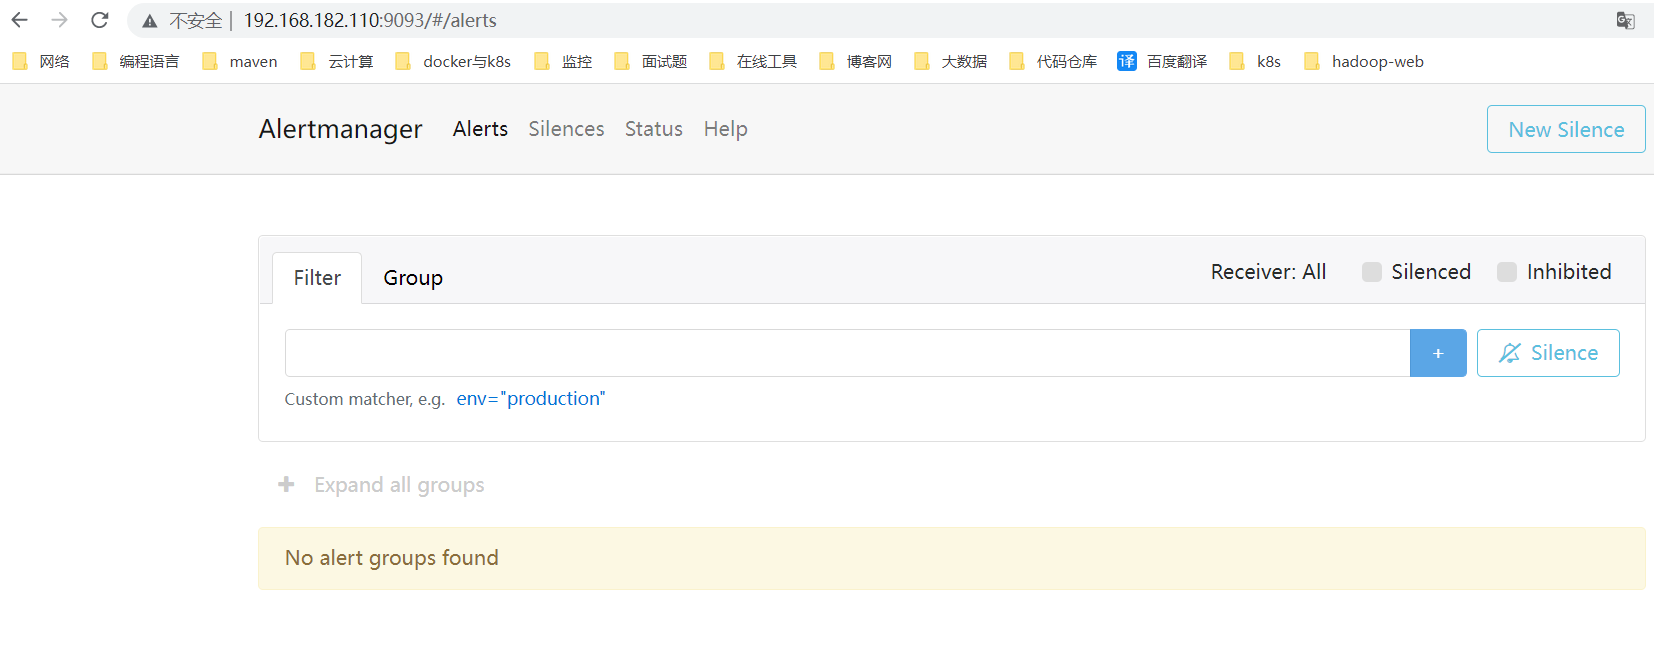 不安全 | 192.168.182.110:9093/#/alerts
网络 编程语言 maven 云计算 docker与k8s 监控 面试题 在线工具 博客网 大数据 代码仓库 译 百度翻译 k8s hadoop-web
Alertmanager Alerts Silences Status Help New Silence
Filter Group Receiver: All Silenced Inhibited
+ Silence
Custom matcher, e.g. env="production"
+ Expand all groups
No alert groups found